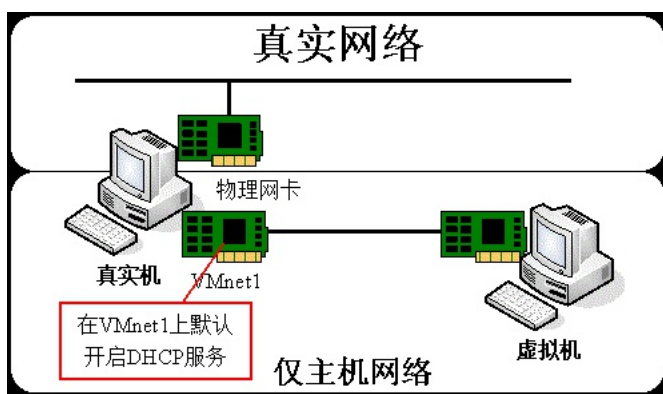 真实网络
物理网卡
真实机
VMnet1
在VMnet1上默认
开启DHCP服务
虚拟机
仅主机网络